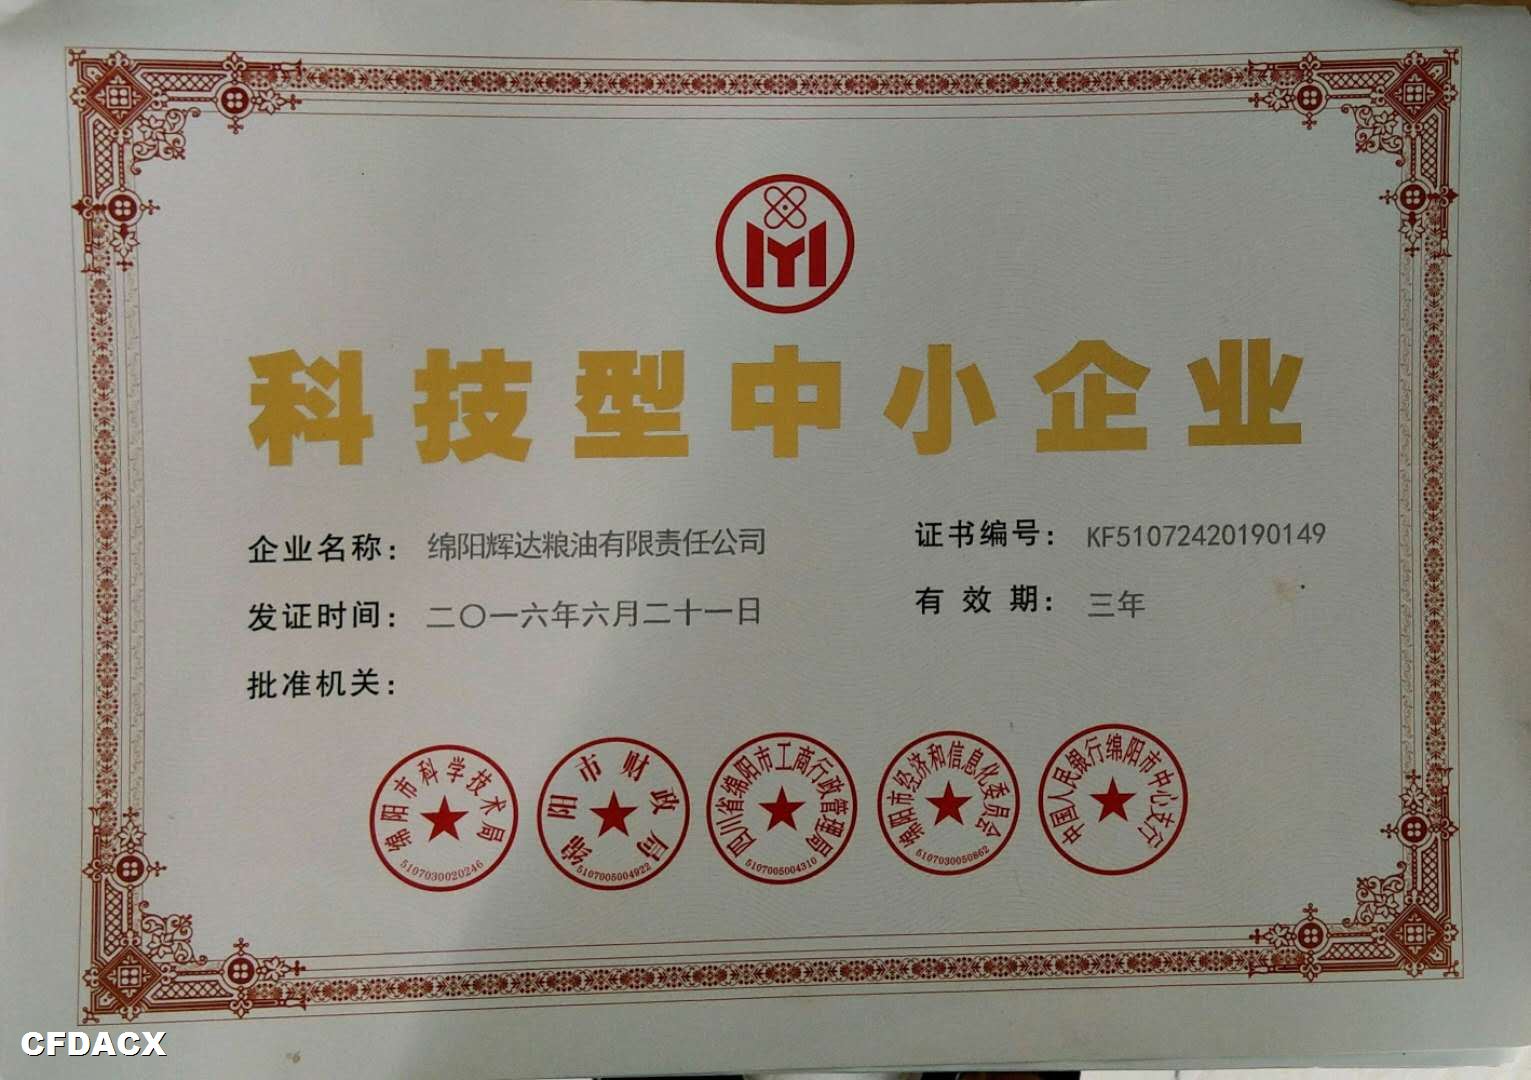 科技型中小企业
企业名称： 绵阳辉达粮油有限责任公司
证书编号： KF51072420190149
发证时间： 二〇一六年六月二十一日
有效期： 三年
批准机关：
绵阳市科学技术局
5107030020246
绵阳市财政局
5107005004922
四川省绵阳市工商行政管理局
5107005004310
绵阳市经济和信息化委员会
5107030050862
中国人民银行绵阳市中心支行
CFDACX